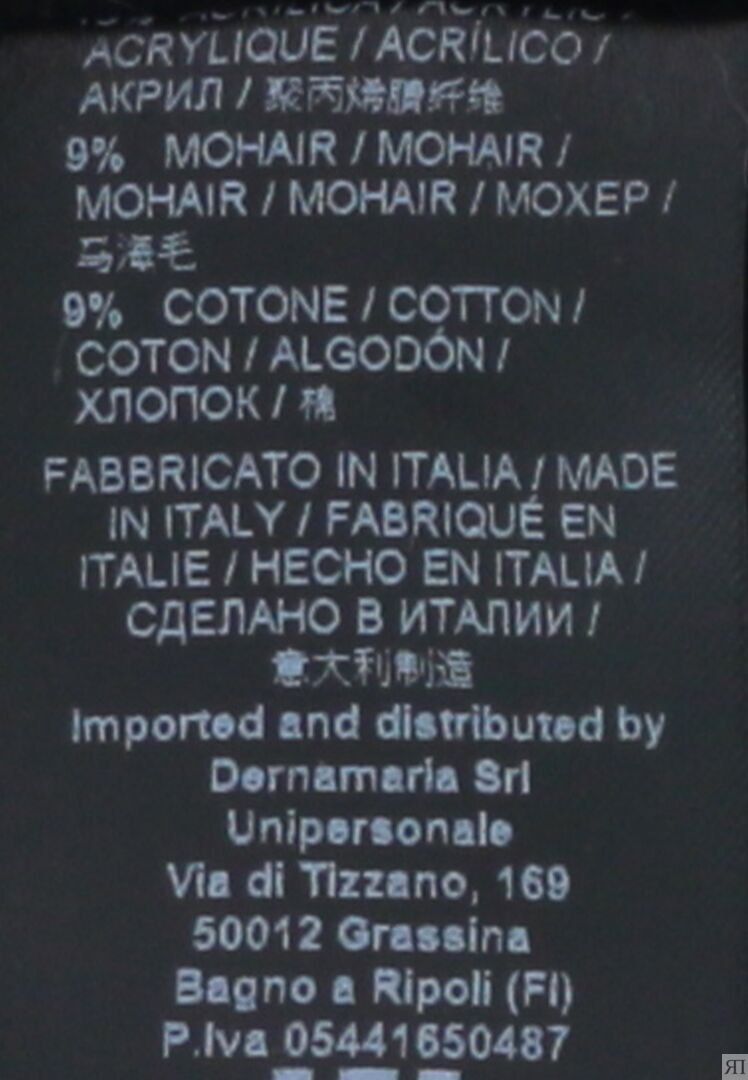 ACRYLIQUE / ACRÍLICO /
АКРИЛ / 聚丙烯腈纤维
9% MOHAIR / MOHAIR /
MOHAIR / MOHAIR / МОХЕР /
马海毛
9% COTONE / COTTON /
COTON / ALGODÓN /
ХЛОПОК / 棉
FABBRICATO IN ITALIA / MADE
IN ITALY / FABRIQUÉ EN
ITALIE / HECHO EN ITALIA /
СДЕЛАНО В ИТАЛИИ /
意大利制造
Imported and distributed by
Dernamaria Srl
Unipersonale
Via di Tizzano, 169
50012 Grassina
Bagno a Ripoli (FI)
P.Iva 05441650487
ЯП